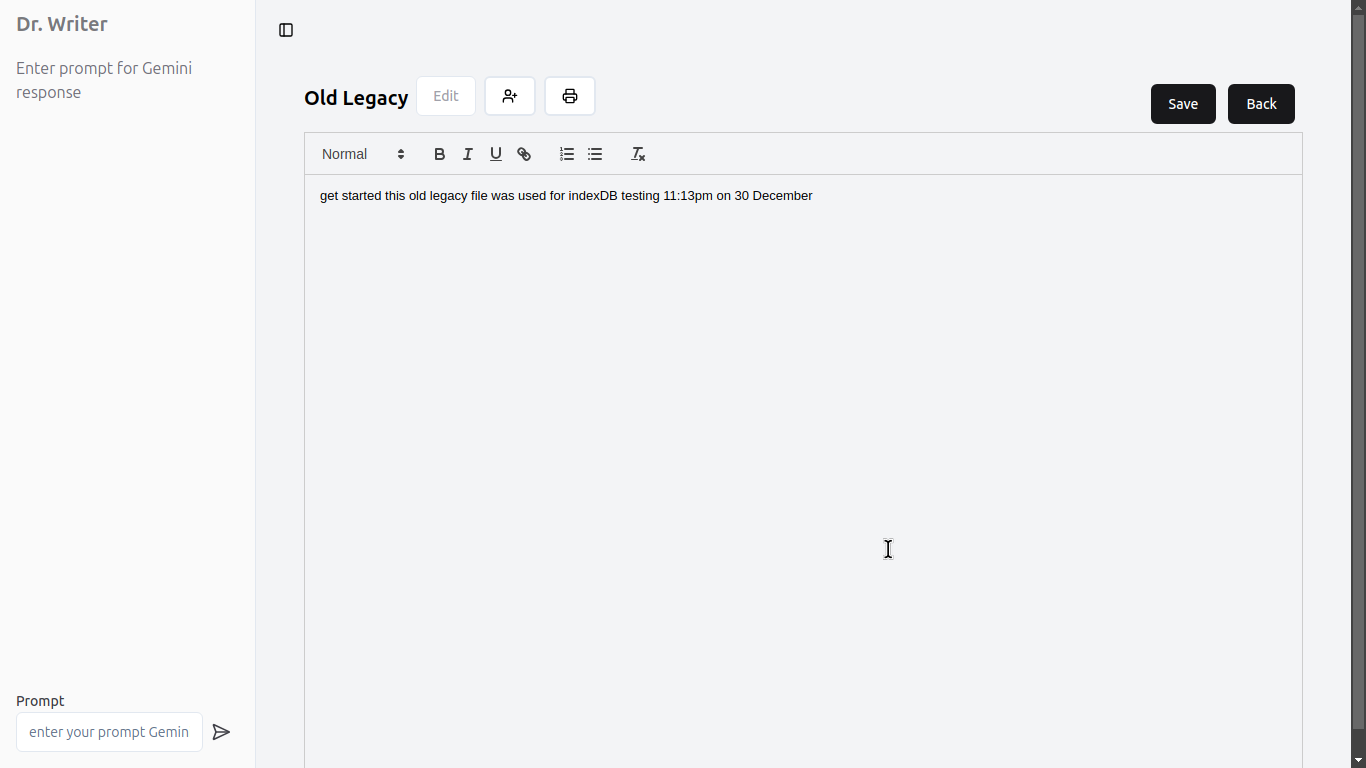 Dr. Writer
Enter prompt for Gemini
response
Old Legacy
Edit
Save
Back
Normal
get started this old legacy file was used for indexDB testing 11:13pm on 30 December
Prompt
enter your prompt Gemin